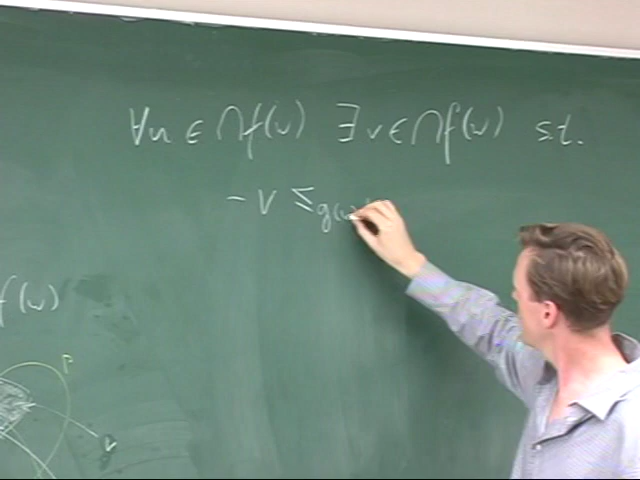 ∀u ∈ ∩f(w) ∃v ∈ ∩f(w) s.t.
- v ≤g(w)
f(w)